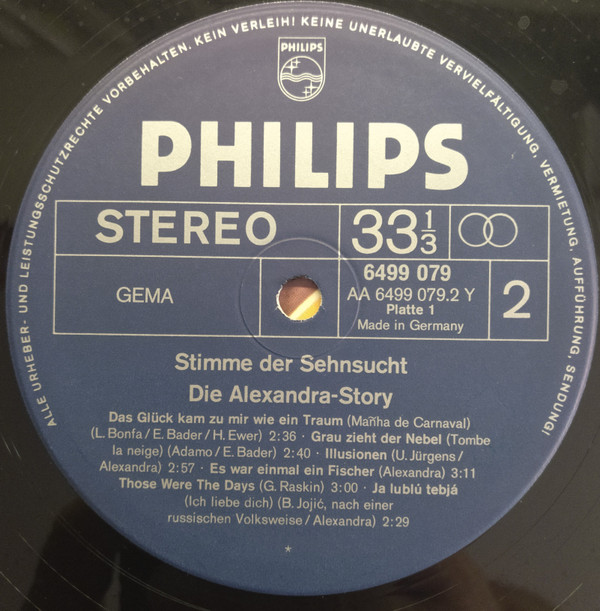 ALLE URHEBER- UND LEISTUNGSSCHUTZRECHTE VORBEHALTEN. KEIN VERLEIH! KEINE UNERLAUBTE VERVIELFÄLTIGUNG, VERMIETUNG, AUFFÜHRUNG, SENDUNG!
PHILIPS
PHILIPS
STEREO
33 1/3
GEMA
6499 079
AA 6499 079.2 Y
Platte 1
Made in Germany
2
Stimme der Sehnsucht
Die Alexandra-Story
Das Glück kam zu mir wie ein Traum (Mañha de Carnaval)
(L. Bonfa/E. Bader/H. Ewer) 2:36 · Grau zieht der Nebel (Tombe
la neige) (Adamo/E. Bader) 2:40 · Illusionen (U. Jürgens/
Alexandra) 2:57 · Es war einmal ein Fischer (Alexandra) 3:11
Those Were The Days (G. Raskin) 3:00 · Ja lublú tebjá
(Ich liebe dich) (B. Jojić, nach einer
russischen Volksweise/Alexandra) 2:29
*